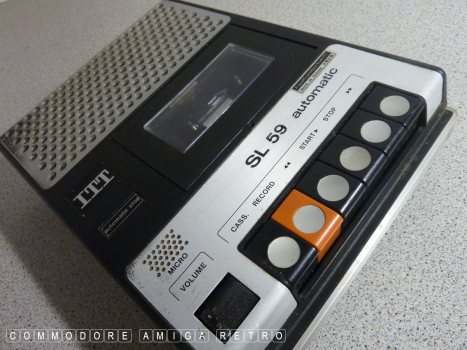 ITT
automatic stop
SL 59 automatic
CASS. RECORD ◂◂ START ▸ STOP ▸▸
MICRO
VOLUME
COMMODORE AMIGA RETRO